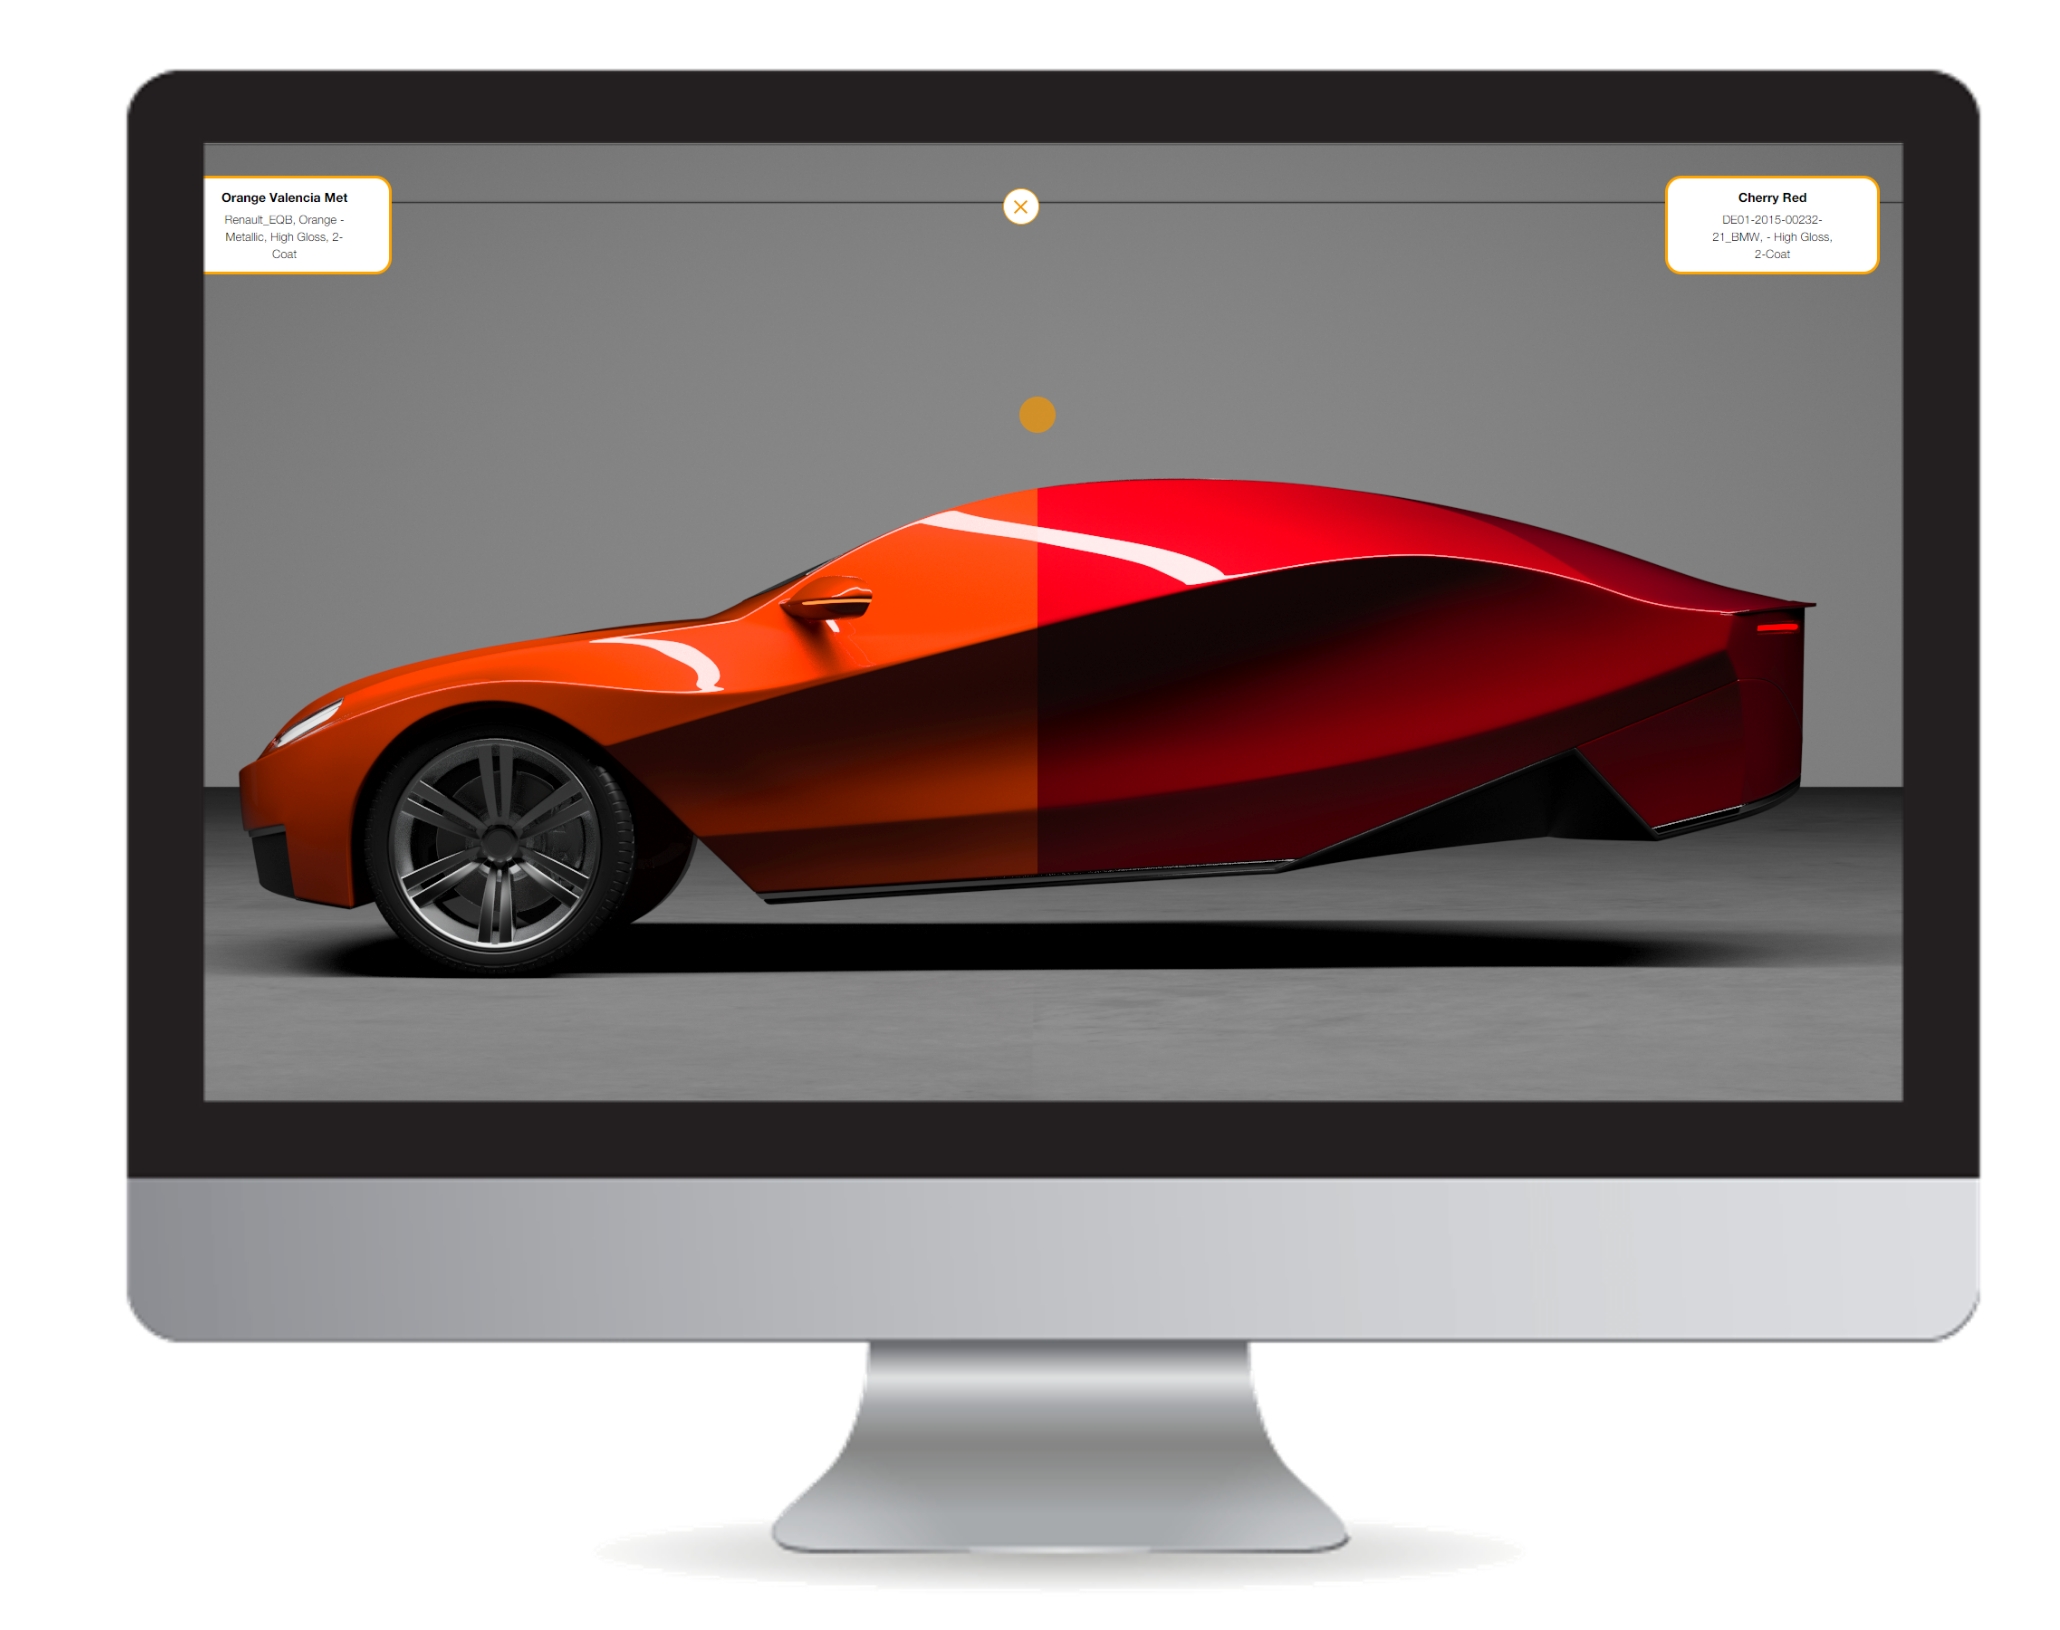 Orange Valencia Met
Renault_EQB, Orange -
Metallic, High Gloss, 2-
Coat
Cherry Red
DE01-2015-00232-
21_BMW, - High Gloss,
2-Coat